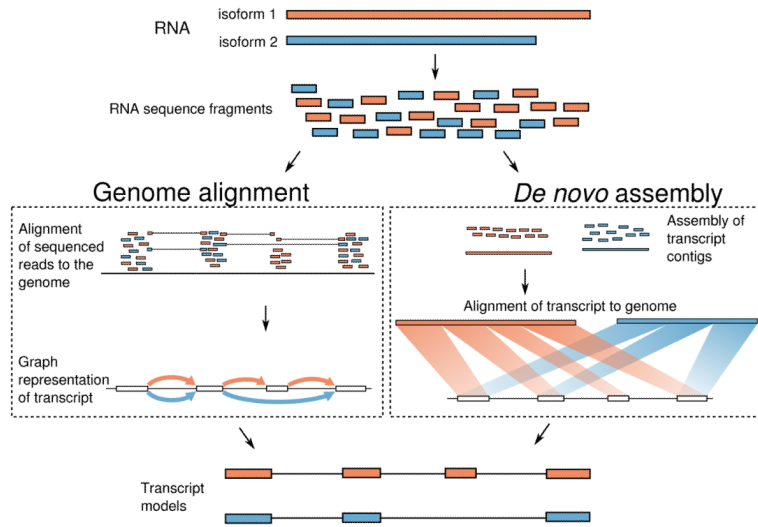 RNA
isoform 1
isoform 2
RNA sequence fragments
Genome alignment
De novo assembly
Alignment
of sequenced
reads to the
genome
Graph
representation
of transcript
Assembly of
transcript
contigs
Alignment of transcript to genome
Transcript
models